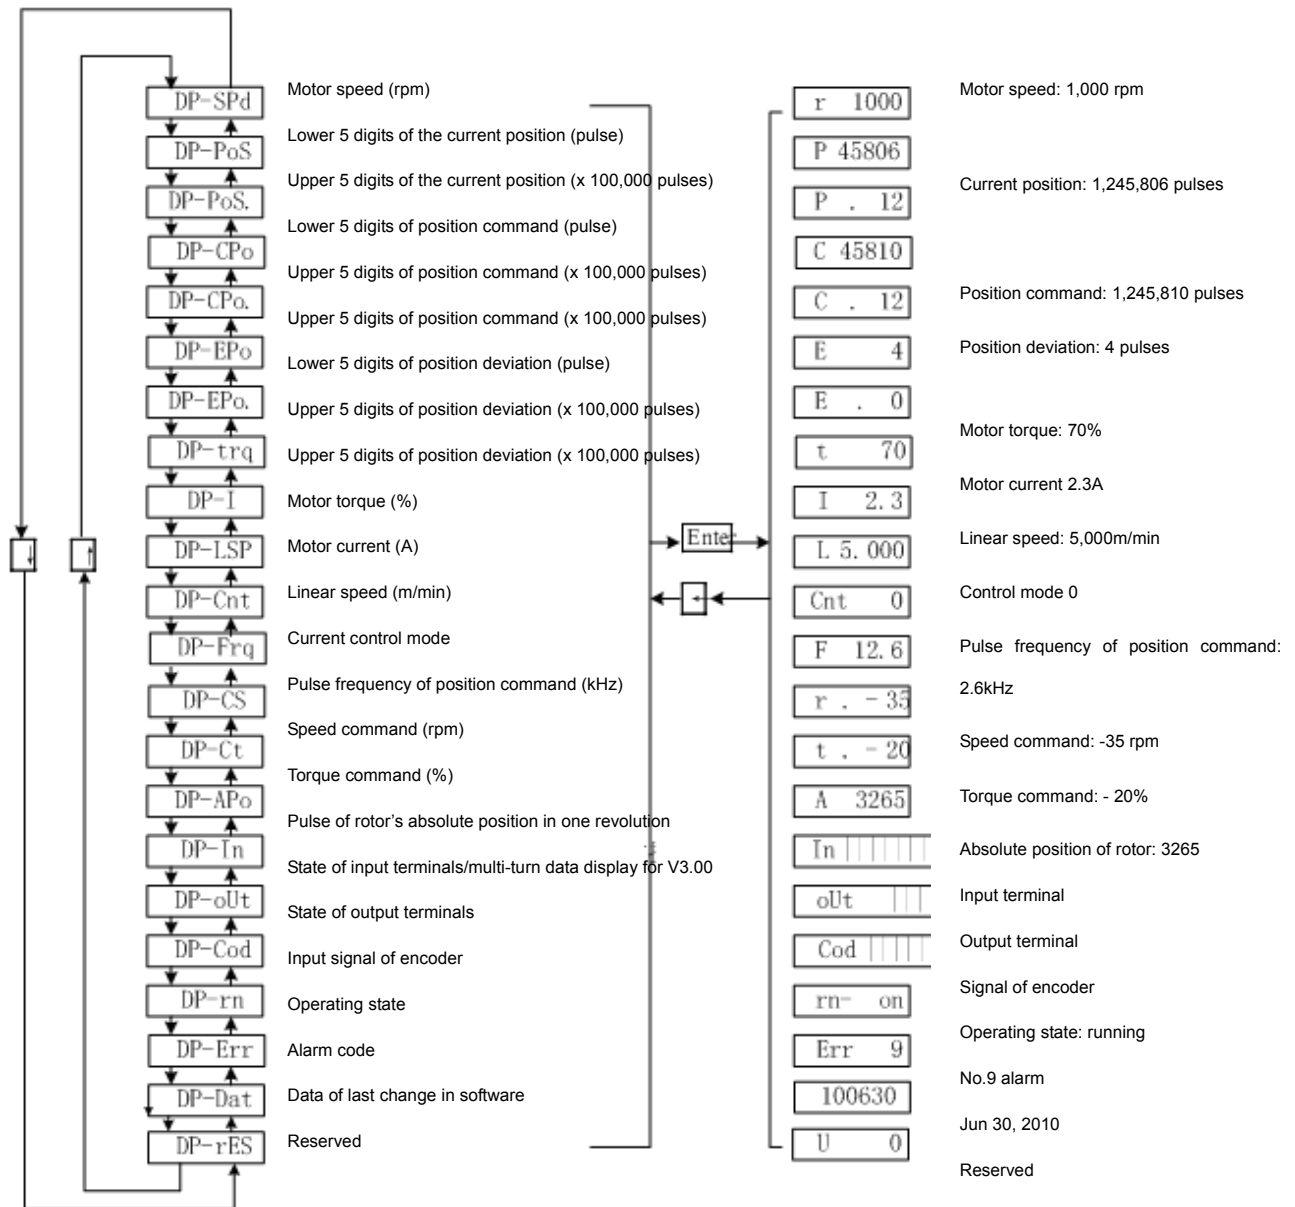 DP-SPd
Motor speed (rpm)
r 1000
Motor speed: 1,000 rpm
DP-PoS
Lower 5 digits of the current position (pulse)
P 45806
DP-PoS.
Upper 5 digits of the current position (x 100,000 pulses)
P . 12
Current position: 1,245,806 pulses
DP-CPo
Lower 5 digits of position command (pulse)
C 45810
DP-CPo.
Upper 5 digits of position command (x 100,000 pulses)
C . 12
Position command: 1,245,810 pulses
DP-EPo
Upper 5 digits of position command (x 100,000 pulses)
E 4
Position deviation: 4 pulses
DP-EPo.
Lower 5 digits of position deviation (pulse)
E . 0
DP-trq
Upper 5 digits of position deviation (x 100,000 pulses)
t 70
Motor torque: 70%
Upper 5 digits of position deviation (x 100,000 pulses)
DP-I
Motor torque (%)
I 2.3
Motor current 2.3A
DP-LSP
Motor current (A)
Enter
L 5.000
Linear speed: 5,000m/min
DP-Cnt
Linear speed (m/min)
Cnt 0
Control mode 0
DP-Frq
Current control mode
F 12.6
Pulse frequency of position command:
2.6kHz
DP-CS
Pulse frequency of position command (kHz)
r . -35
Speed command: -35 rpm
DP-Ct
Speed command (rpm)
t . -20
Torque command: - 20%
DP-APo
Torque command (%)
A 3265
Pulse of rotor's absolute position in one revolution
DP-In
In
Absolute position of rotor: 3265
State of input terminals/multi-turn data display for V3.00
DP-oUt
oUt
Input terminal
State of output terminals
DP-Cod
Cod
Output terminal
Input signal of encoder
DP-rn
rn- on
Signal of encoder
Operating state
DP-Err
Err 9
Operating state: running
Alarm code
DP-Dat
100630
No.9 alarm
Data of last change in software
DP-rES
U 0
Jun 30, 2010
Reserved
Reserved